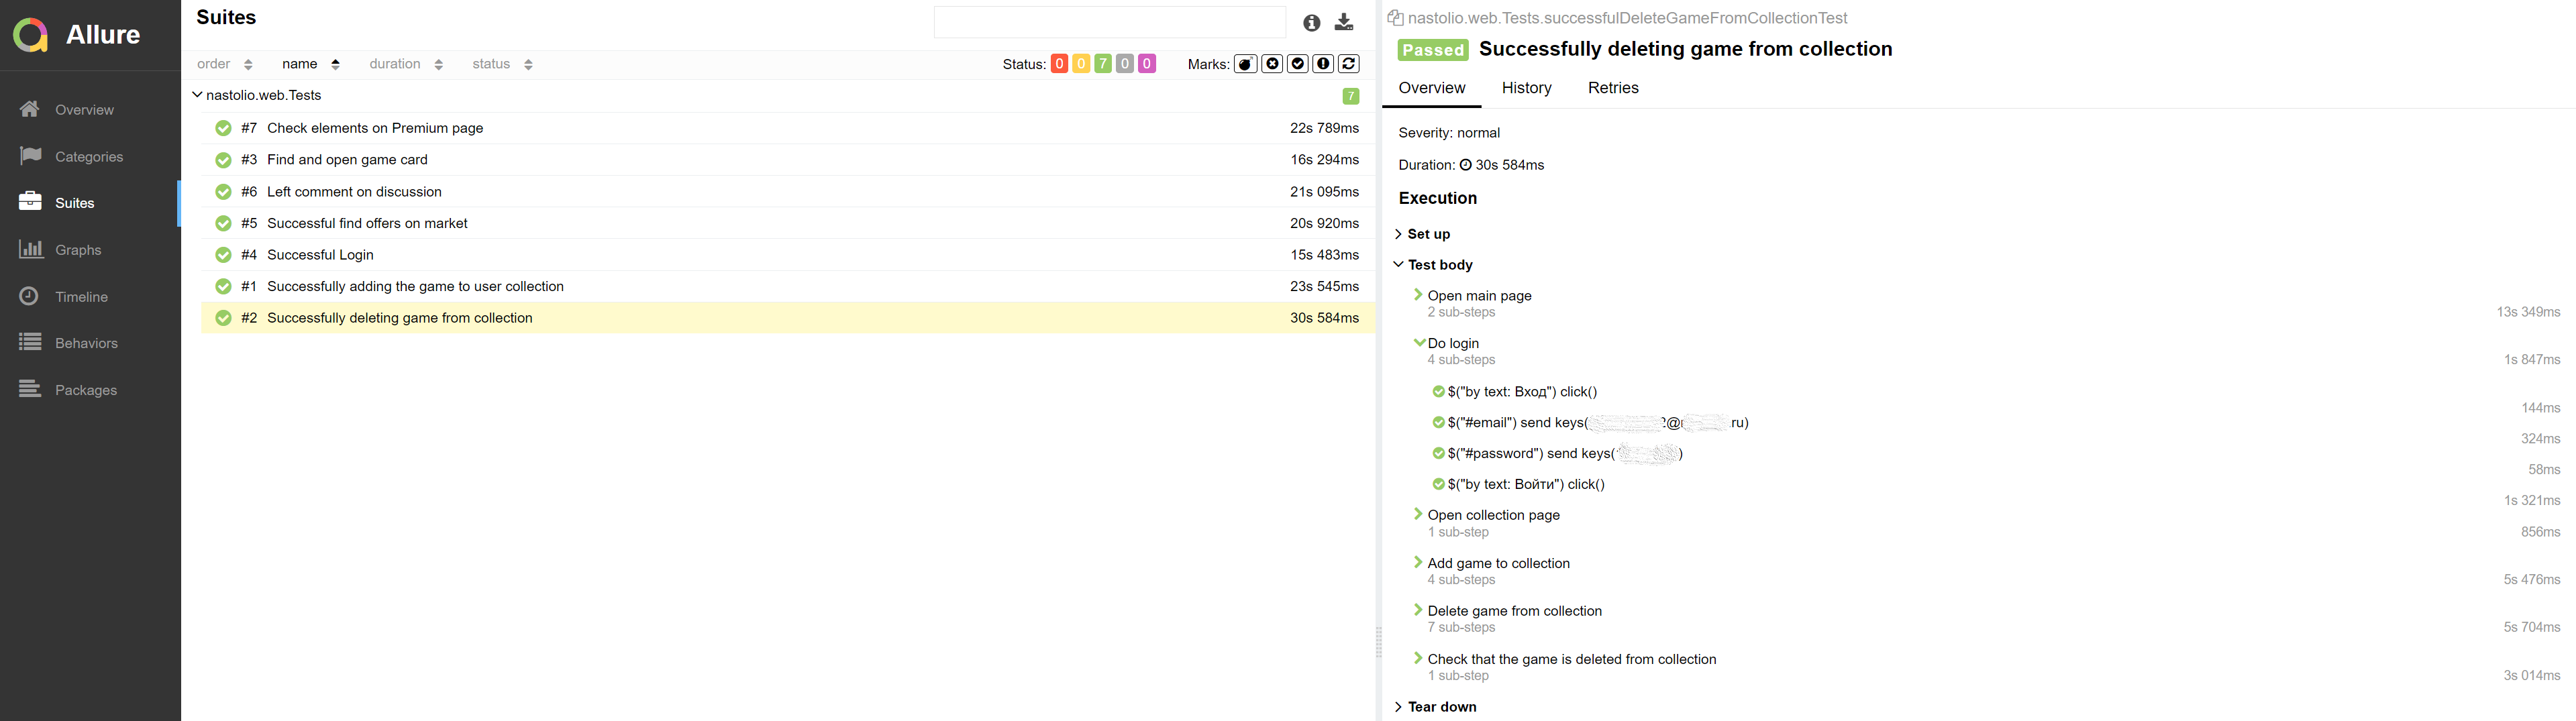 Allure
Overview
Categories
Suites
Graphs
Timeline
Behaviors
Packages
Suites
order name duration status Status: 0 0 7 0 0 Marks:
nastolio.web.Tests 7
#7 Check elements on Premium page 22s 789ms
#3 Find and open game card 16s 294ms
#6 Left comment on discussion 21s 095ms
#5 Successful find offers on market 20s 920ms
#4 Successful Login 15s 483ms
#1 Successfully adding the game to user collection 23s 545ms
#2 Successfully deleting game from collection 30s 584ms
nastolio.web.Tests.successfulDeleteGameFromCollectionTest
Passed Successfully deleting game from collection
Overview History Retries
Severity: normal
Duration: 30s 584ms
Execution
Set up
Test body
Open main page
2 sub-steps 13s 349ms
Do login
4 sub-steps 1s 847ms
$("by text: Вход") click()
144ms
$("#email") send keys( @ .ru)
324ms
$("#password") send keys( )
58ms
$("by text: Войти") click()
1s 321ms
Open collection page
1 sub-step 856ms
Add game to collection
4 sub-steps 5s 476ms
Delete game from collection
7 sub-steps 5s 704ms
Check that the game is deleted from collection
1 sub-step 3s 014ms
Tear down